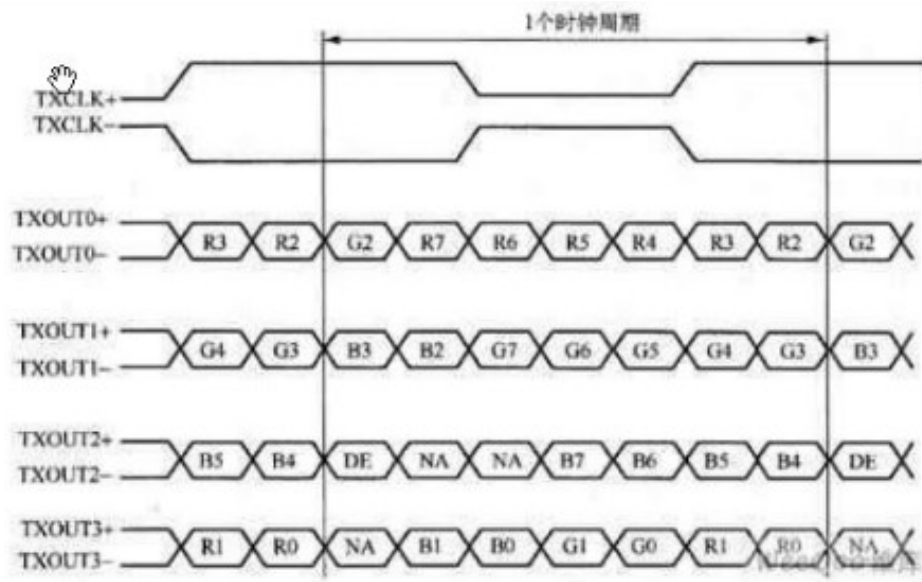 1个时钟周期
TXCLK+
TXCLK−
TXOUT0+
R3 R2 G2 R7 R6 R5 R4 R3 R2 G2
TXOUT0−
TXOUT1+
G4 G3 B3 B2 G7 G6 G5 G4 G3 B3
TXOUT1−
TXOUT2+
B5 B4 DE NA NA B7 B6 B5 B4 DE
TXOUT2−
TXOUT3+
R1 R0 NA B1 B0 G1 G0 R1 R0 NA
TXOUT3−